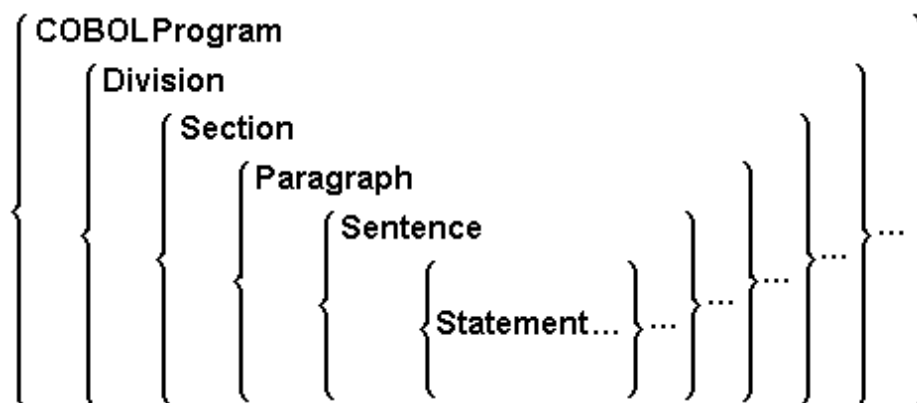 COBOLProgram
Division
Section
Paragraph
Sentence
...
Statement... ... ... ... ...